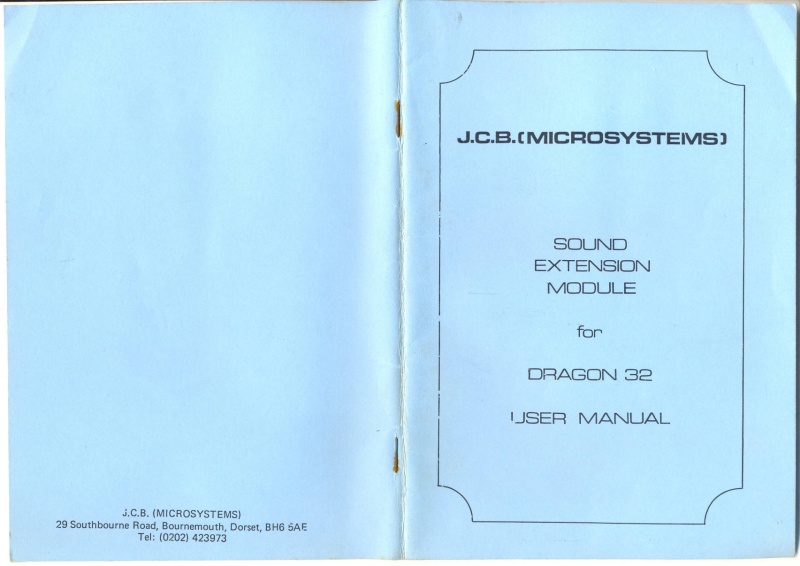 J.C.B. (MICROSYSTEMS)
29 Southbourne Road, Bournemouth, Dorset, BH6 5AE
Tel: (0202) 423973
J.C.B.(MICROSYSTEMS)
SOUND
EXTENSION
MODULE
for
DRAGON 32
USER MANUAL